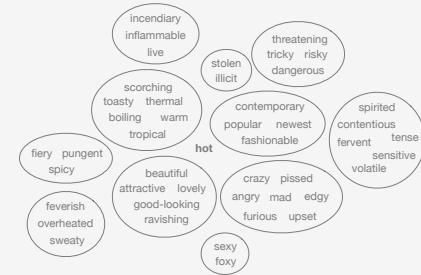 incendiary
inflammable
live
threatening
tricky risky
dangerous
stolen
illicit
scorching
toasty thermal
boiling warm
tropical
contemporary
popular newest
fashionable
spirited
contentious
fervent tense
sensitive
volatile
hot
fiery pungent
spicy
beautiful
attractive lovely
good-looking
ravishing
crazy pissed
angry mad edgy
furious upset
feverish
overheated
sweaty
sexy
foxy